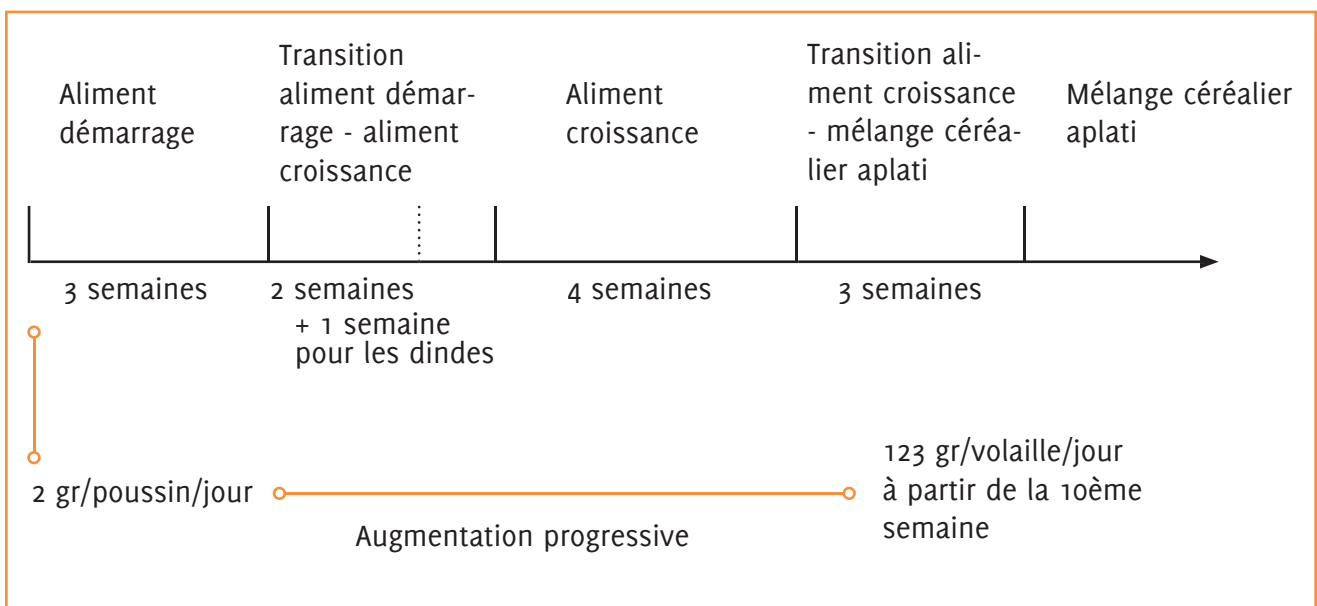 Aliment
démarrage
Transition
aliment démar-
rage - aliment
croissance
Aliment
croissance
Transition ali-
ment croissance
- mélange céréa-
lier aplati
Mélange céréalier
aplati
3 semaines
2 semaines
+ 1 semaine
pour les dindes
4 semaines
3 semaines
2 gr/poussin/jour
Augmentation progressive
123 gr/volaille/jour
à partir de la 10ème
semaine